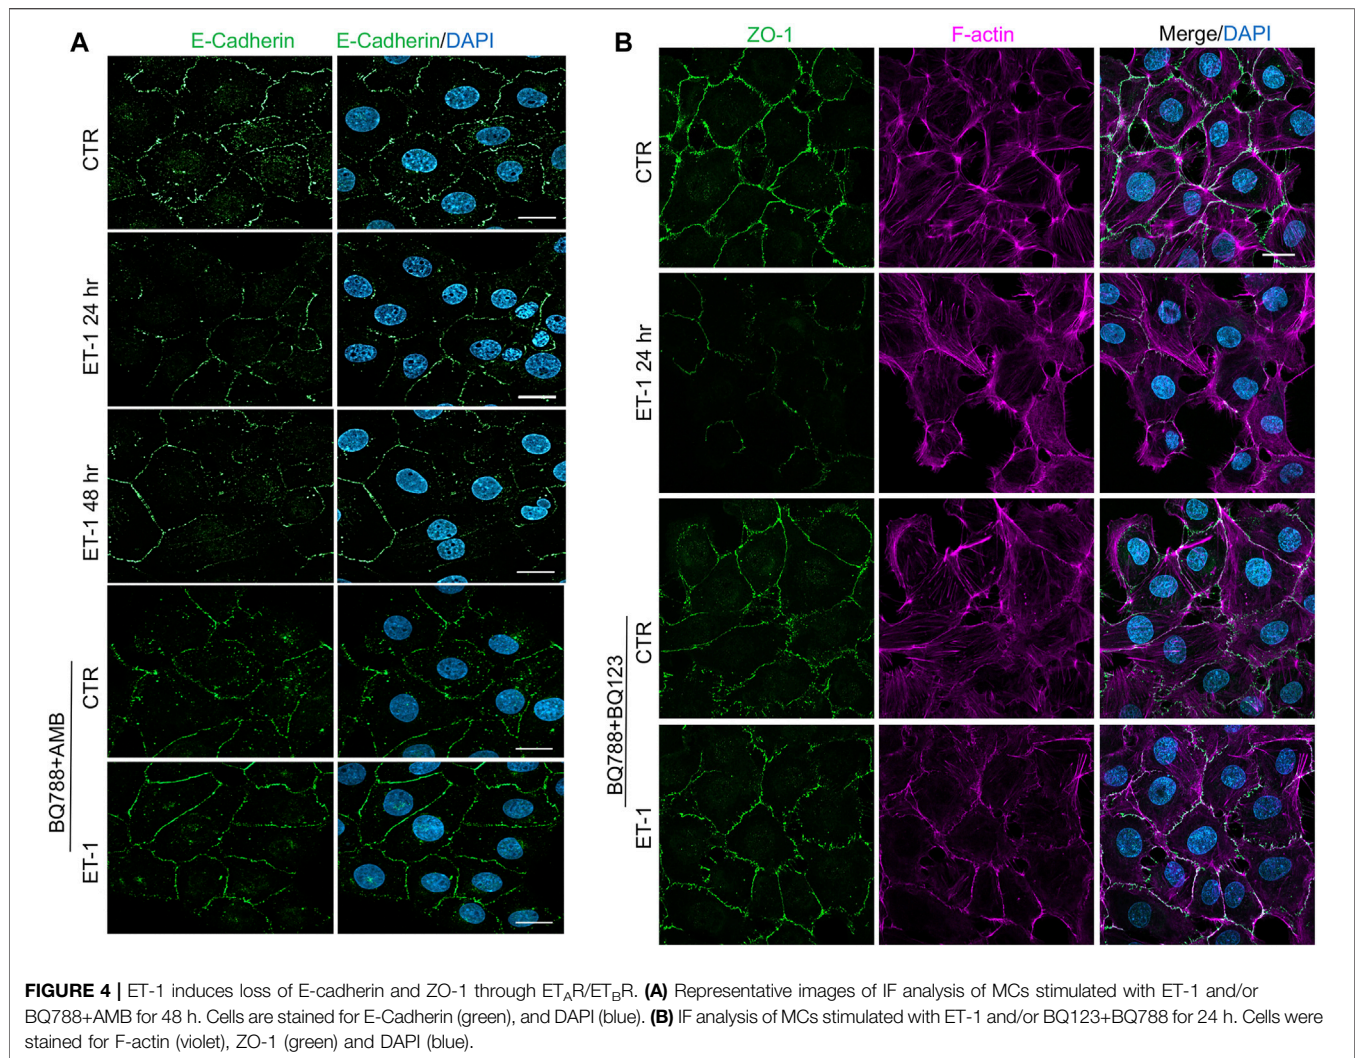 A
E-Cadherin
E-Cadherin/DAPI
CTR
ET-1 24 hr
ET-1 48 hr
BQ788+AMB
CTR
ET-1
B
ZO-1
F-actin
Merge/DAPI
CTR
ET-1 24 hr
BQ788+BQ123
CTR
ET-1
FIGURE 4 | ET-1 induces loss of E-cadherin and ZO-1 through ETAR/ETBR. (A) Representative images of IF analysis of MCs stimulated with ET-1 and/or
BQ788+AMB for 48 h. Cells are stained for E-Cadherin (green), and DAPI (blue). (B) IF analysis of MCs stimulated with ET-1 and/or BQ123+BQ788 for 24 h. Cells were
stained for F-actin (violet), ZO-1 (green) and DAPI (blue).